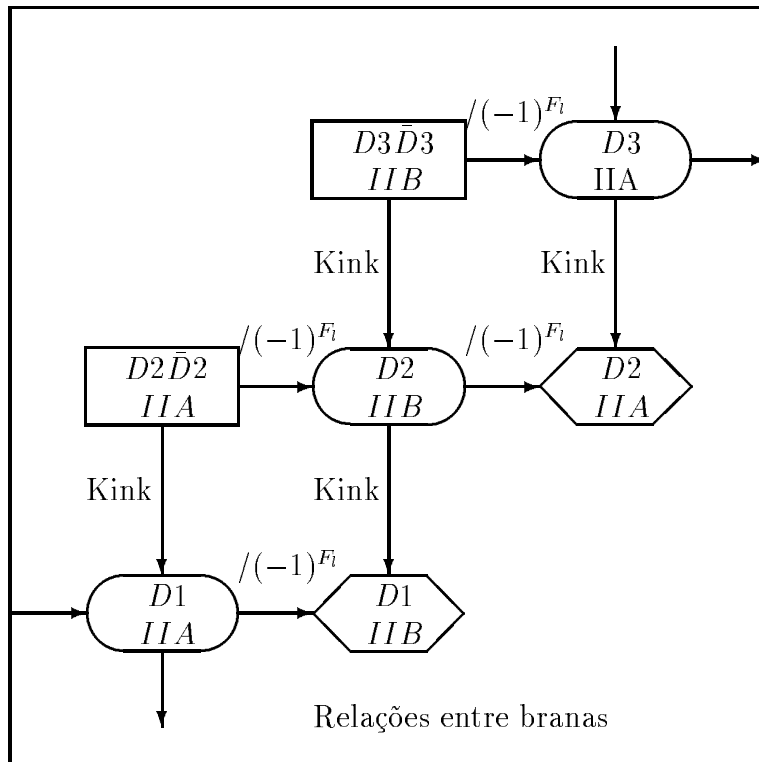 /(-1)^{F_l}
D3D̄3
IIB
D3
IIA
Kink
Kink
/(-1)^{F_l}
/(-1)^{F_l}
D2D̄2
IIA
D2
IIB
D2
IIA
Kink
Kink
/(-1)^{F_l}
D1
IIA
D1
IIB
Relações entre branas